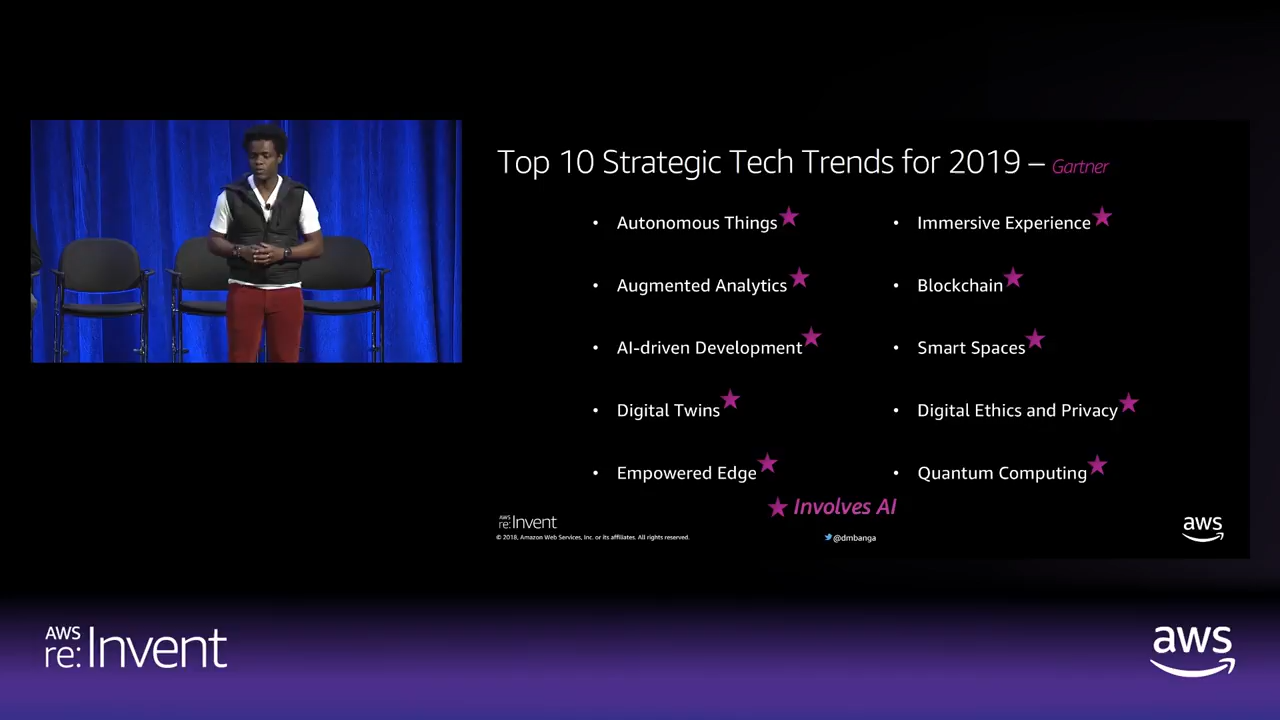 Top 10 Strategic Tech Trends for 2019 – Gartner
• Autonomous Things
• Augmented Analytics
• AI-driven Development
• Digital Twins
• Empowered Edge
• Immersive Experience
• Blockchain
• Smart Spaces
• Digital Ethics and Privacy
• Quantum Computing
Involves AI
AWS
re:Invent
© 2018, Amazon Web Services, Inc. or its affiliates. All rights reserved.
@dmbanga
aws
AWS
re:Invent
aws